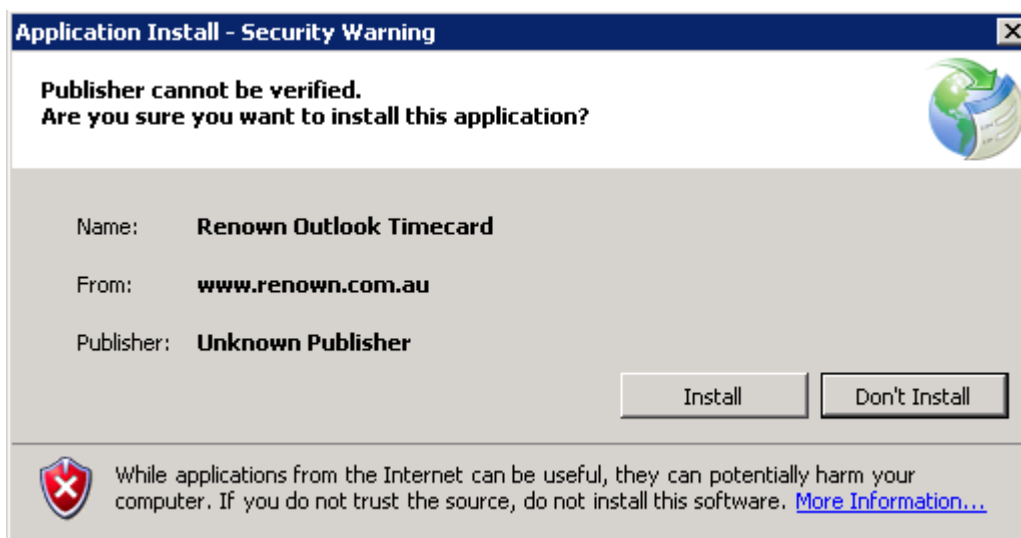 Application Install - Security Warning
Publisher cannot be verified.
Are you sure you want to install this application?
Name: Renown Outlook Timecard
From: www.renown.com.au
Publisher: Unknown Publisher
Install Don't Install
While applications from the Internet can be useful, they can potentially harm your
computer. If you do not trust the source, do not install this software. More Information...